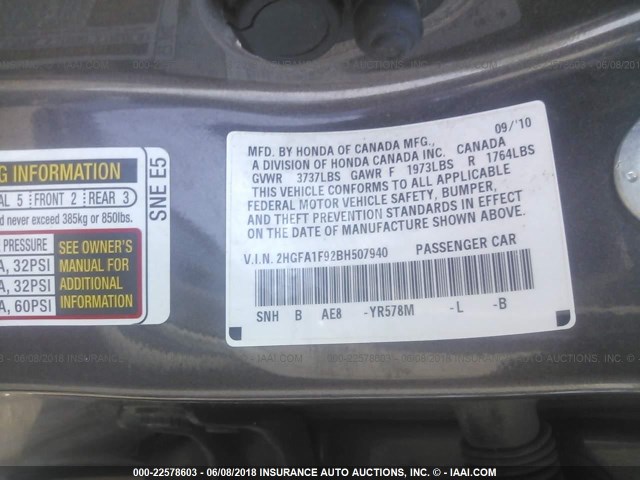 09/'10
MFD. BY HONDA OF CANADA MFG., CANADA
A DIVISION OF HONDA CANADA INC.
GVWR 3737LBS GAWR F 1973LBS R 1764LBS
THIS VEHICLE CONFORMS TO ALL APPLICABLE
FEDERAL MOTOR VEHICLE SAFETY, BUMPER,
AND THEFT PREVENTION STANDARDS IN EFFECT
ON THE DATE OF MANUFACTURE SHOWN ABOVE.
V.I.N. 2HGFA1F92BH507940 PASSENGER CAR
SNH B AE8 -YR578M -L -B
G INFORMATION
AL 5 FRONT 2 REAR 3
d never exceed 385kg or 850lbs.
PRESSURE
A, 32PSI
A, 32PSI
A, 60PSI
SEE OWNER'S
MANUAL FOR
ADDITIONAL
INFORMATION
SNE E5
000-22578603 - 06/08/2018 INSURANCE AUTO AUCTIONS, INC. - © - IAAI.COM